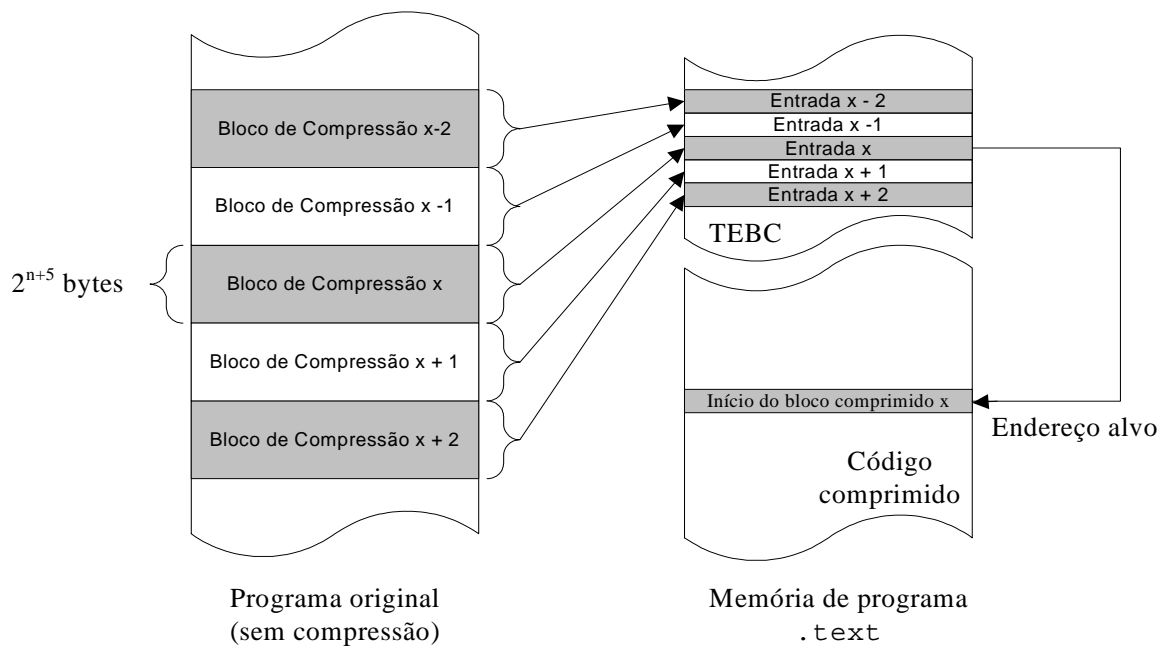 Bloco de Compressão x-2
Bloco de Compressão x -1
2ⁿ⁺⁵ bytes
Bloco de Compressão x
Bloco de Compressão x + 1
Bloco de Compressão x + 2
Programa original
(sem compressão)
Entrada x - 2
Entrada x -1
Entrada x
Entrada x + 1
Entrada x + 2
TEBC
Início do bloco comprimido x
Endereço alvo
Código
comprimido
Memória de programa
.text